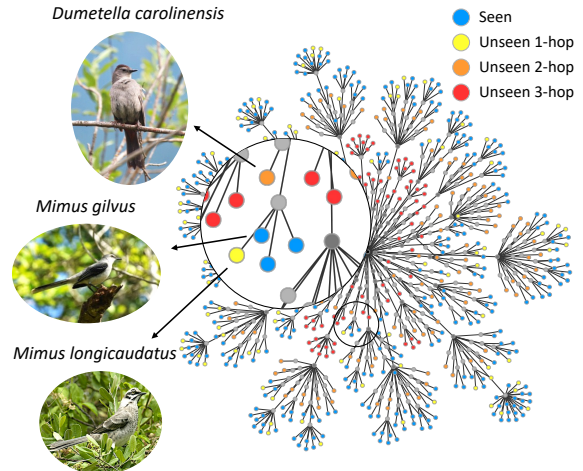 Dumetella carolinensis
Seen
Unseen 1-hop
Unseen 2-hop
Unseen 3-hop
Mimus gilvus
Mimus longicaudatus